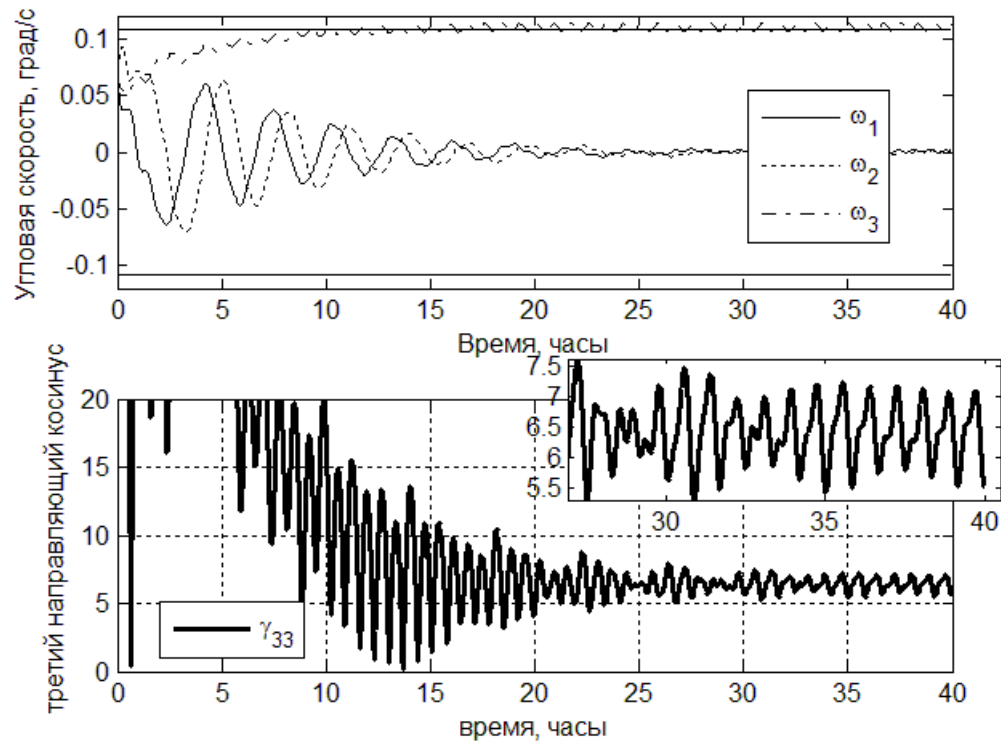 Угловая скорость, град/с
0.1
0.05
0
-0.05
-0.1
ω1
ω2
ω3
0 5 10 15 20 25 30 35 40
Время, часы
третий направляющий косинус
20
15
10
5
0
γ33
7.5
7
6.5
6
5.5
30 35 40
0 5 10 15 20 25 30 35 40
время, часы